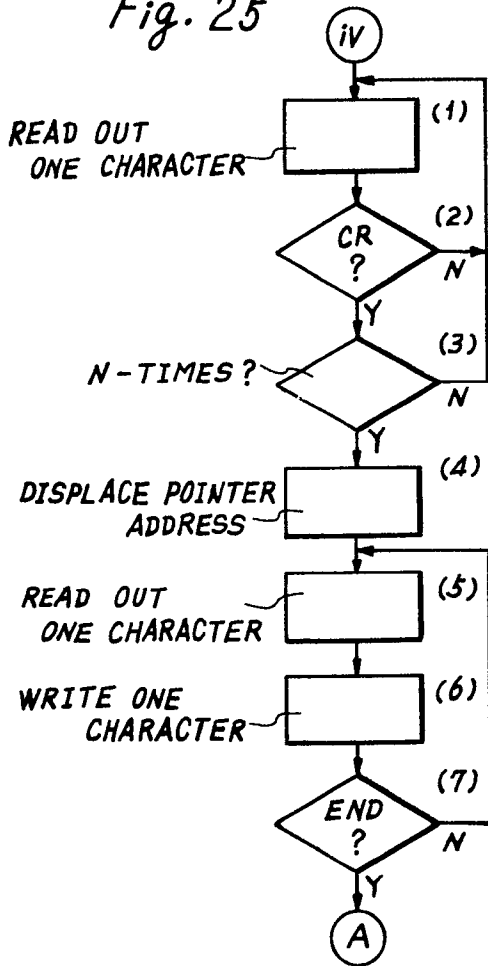 Fig. 25
iV
(1)
READ OUT
ONE CHARACTER
(2)
CR
?
N
Y
(3)
N-TIMES?
N
Y
(4)
DISPLACE POINTER
ADDRESS
(5)
READ OUT
ONE CHARACTER
(6)
WRITE ONE
CHARACTER
(7)
END
?
N
Y
A